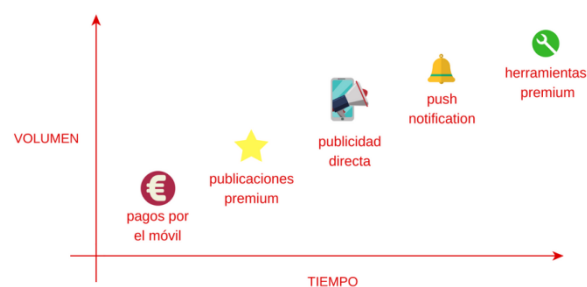 herramientas
premium
push
notification
publicidad
directa
VOLUMEN
publicaciones
premium
€
pagos por
el móvil
TIEMPO